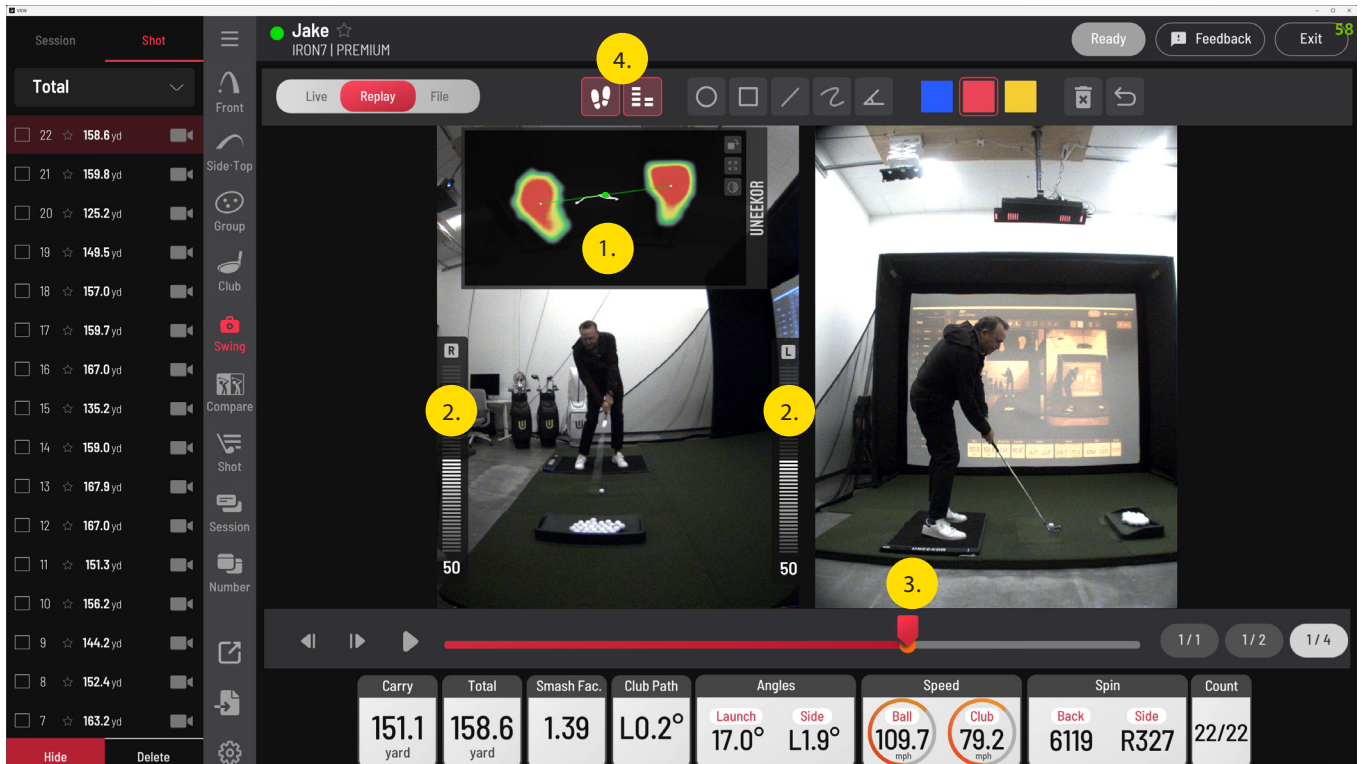 VIEW
58
Session Shot
Total
22 158.6 yd
21 159.8 yd
20 125.2 yd
19 149.5 yd
18 157.0 yd
17 159.7 yd
16 167.0 yd
15 135.2 yd
14 159.0 yd
13 167.9 yd
12 167.0 yd
11 151.3 yd
10 156.2 yd
9 144.2 yd
8 152.4 yd
7 163.2 yd
Hide Delete
Front
Side·Top
Group
Club
Swing
Compare
Shot
Session
Number
Jake
IRON7 | PREMIUM
Ready Feedback Exit
Live Replay File
4.
UNEEKOR
1.
R L
2. 2.
50 50
UNEEKOR
3.
1/1 1/2 1/4
Carry Total Smash Fac. Club Path Angles Speed Spin Count
Launch Side Ball Club Back Side
151.1 158.6 1.39 L0.2° 17.0° L1.9° 109.7 79.2 6119 R327 22/22
yard yard mph mph